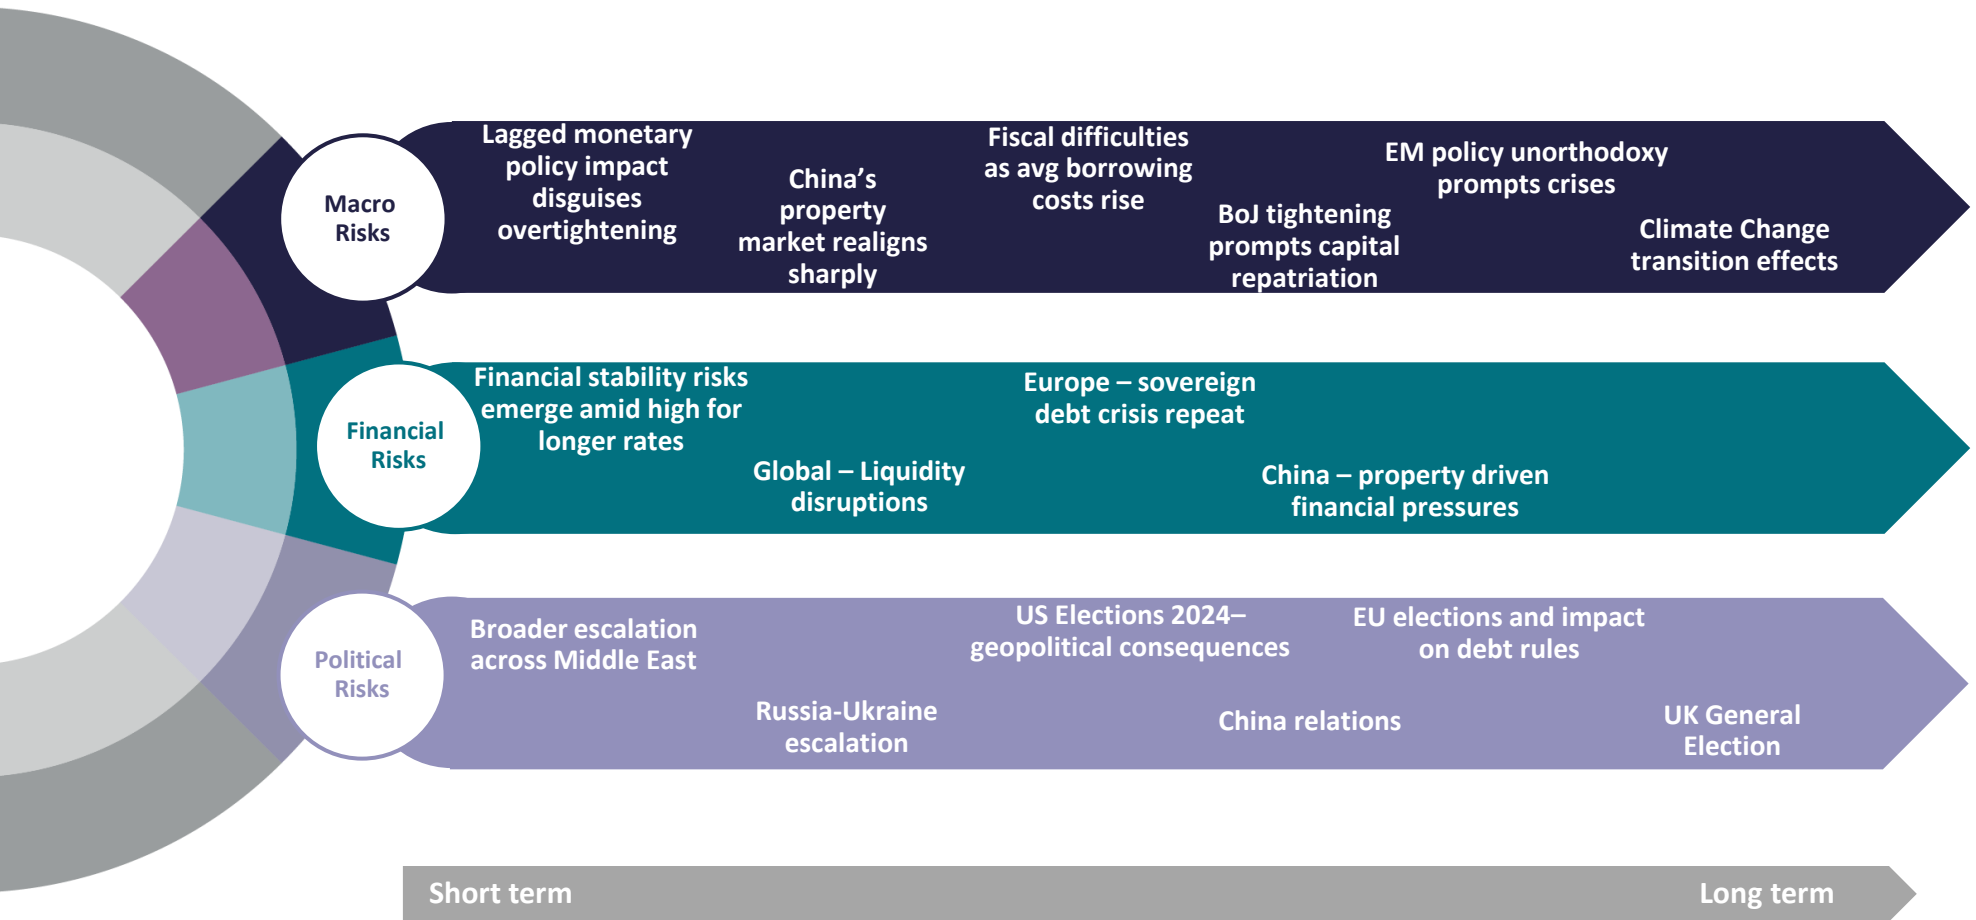 Macro
Risks
Lagged monetary
policy impact
disguises
overtightening
China’s
property
market realigns
sharply
Fiscal difficulties
as avg borrowing
costs rise
BoJ tightening
prompts capital
repatriation
EM policy unorthodoxy
prompts crises
Climate Change
transition effects
Financial
Risks
Financial stability risks
emerge amid high for
longer rates
Global – Liquidity
disruptions
Europe – sovereign
debt crisis repeat
China – property driven
financial pressures
Political
Risks
Broader escalation
across Middle East
Russia-Ukraine
escalation
US Elections 2024–
geopolitical consequences
China relations
EU elections and impact
on debt rules
UK General
Election
Short term
Long term